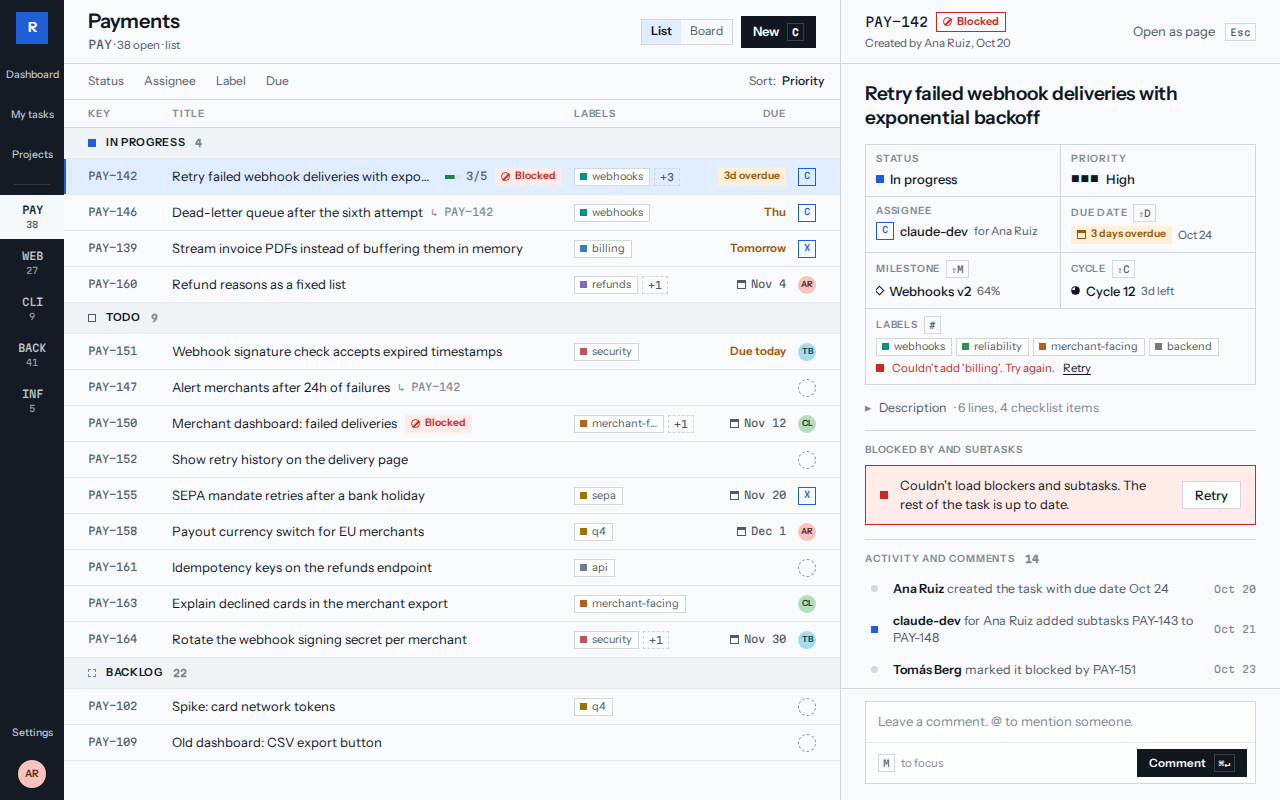 R
Dashboard
My tasks
Projects
PAY
38
WEB
27
CLI
9
BACK
41
INF
5
Settings
AR
Payments
PAY · 38 open · list
List
Board
New C
Status
Assignee
Label
Due
Sort: Priority
KEY
TITLE
LABELS
DUE
IN PROGRESS 4
PAY-142 Retry failed webhook deliveries with expo... 3/5 Blocked webhooks +3 3d overdue C
PAY-146 Dead-letter queue after the sixth attempt ↳ PAY-142 webhooks Thu C
PAY-139 Stream invoice PDFs instead of buffering them in memory billing Tomorrow X
PAY-160 Refund reasons as a fixed list refunds +1 Nov 4 AR
TODO 9
PAY-151 Webhook signature check accepts expired timestamps security Due today TB
PAY-147 Alert merchants after 24h of failures ↳ PAY-142
PAY-150 Merchant dashboard: failed deliveries Blocked merchant-f... +1 Nov 12 CL
PAY-152 Show retry history on the delivery page
PAY-155 SEPA mandate retries after a bank holiday sepa Nov 20 X
PAY-158 Payout currency switch for EU merchants q4 Dec 1 AR
PAY-161 Idempotency keys on the refunds endpoint api
PAY-163 Explain declined cards in the merchant export merchant-facing CL
PAY-164 Rotate the webhook signing secret per merchant security +1 Nov 30 TB
BACKLOG 22
PAY-102 Spike: card network tokens q4
PAY-109 Old dashboard: CSV export button
PAY-142 Blocked
Created by Ana Ruiz, Oct 20
Open as page Esc
Retry failed webhook deliveries with
exponential backoff
STATUS
In progress
PRIORITY
High
ASSIGNEE
C claude-dev for Ana Ruiz
DUE DATE ⇧D
3 days overdue Oct 24
MILESTONE ⇧M
Webhooks v2 64%
CYCLE ⇧C
Cycle 12 3d left
LABELS #
webhooks reliability merchant-facing backend
Couldn't add 'billing'. Try again. Retry
▸ Description · 6 lines, 4 checklist items
BLOCKED BY AND SUBTASKS
Couldn't load blockers and subtasks. The
rest of the task is up to date.
Retry
ACTIVITY AND COMMENTS 14
Ana Ruiz created the task with due date Oct 24 Oct 20
claude-dev for Ana Ruiz added subtasks PAY-143 to
PAY-148
Oct 21
Tomás Berg marked it blocked by PAY-151 Oct 23
Leave a comment. @ to mention someone.
M to focus
Comment ⌘↵